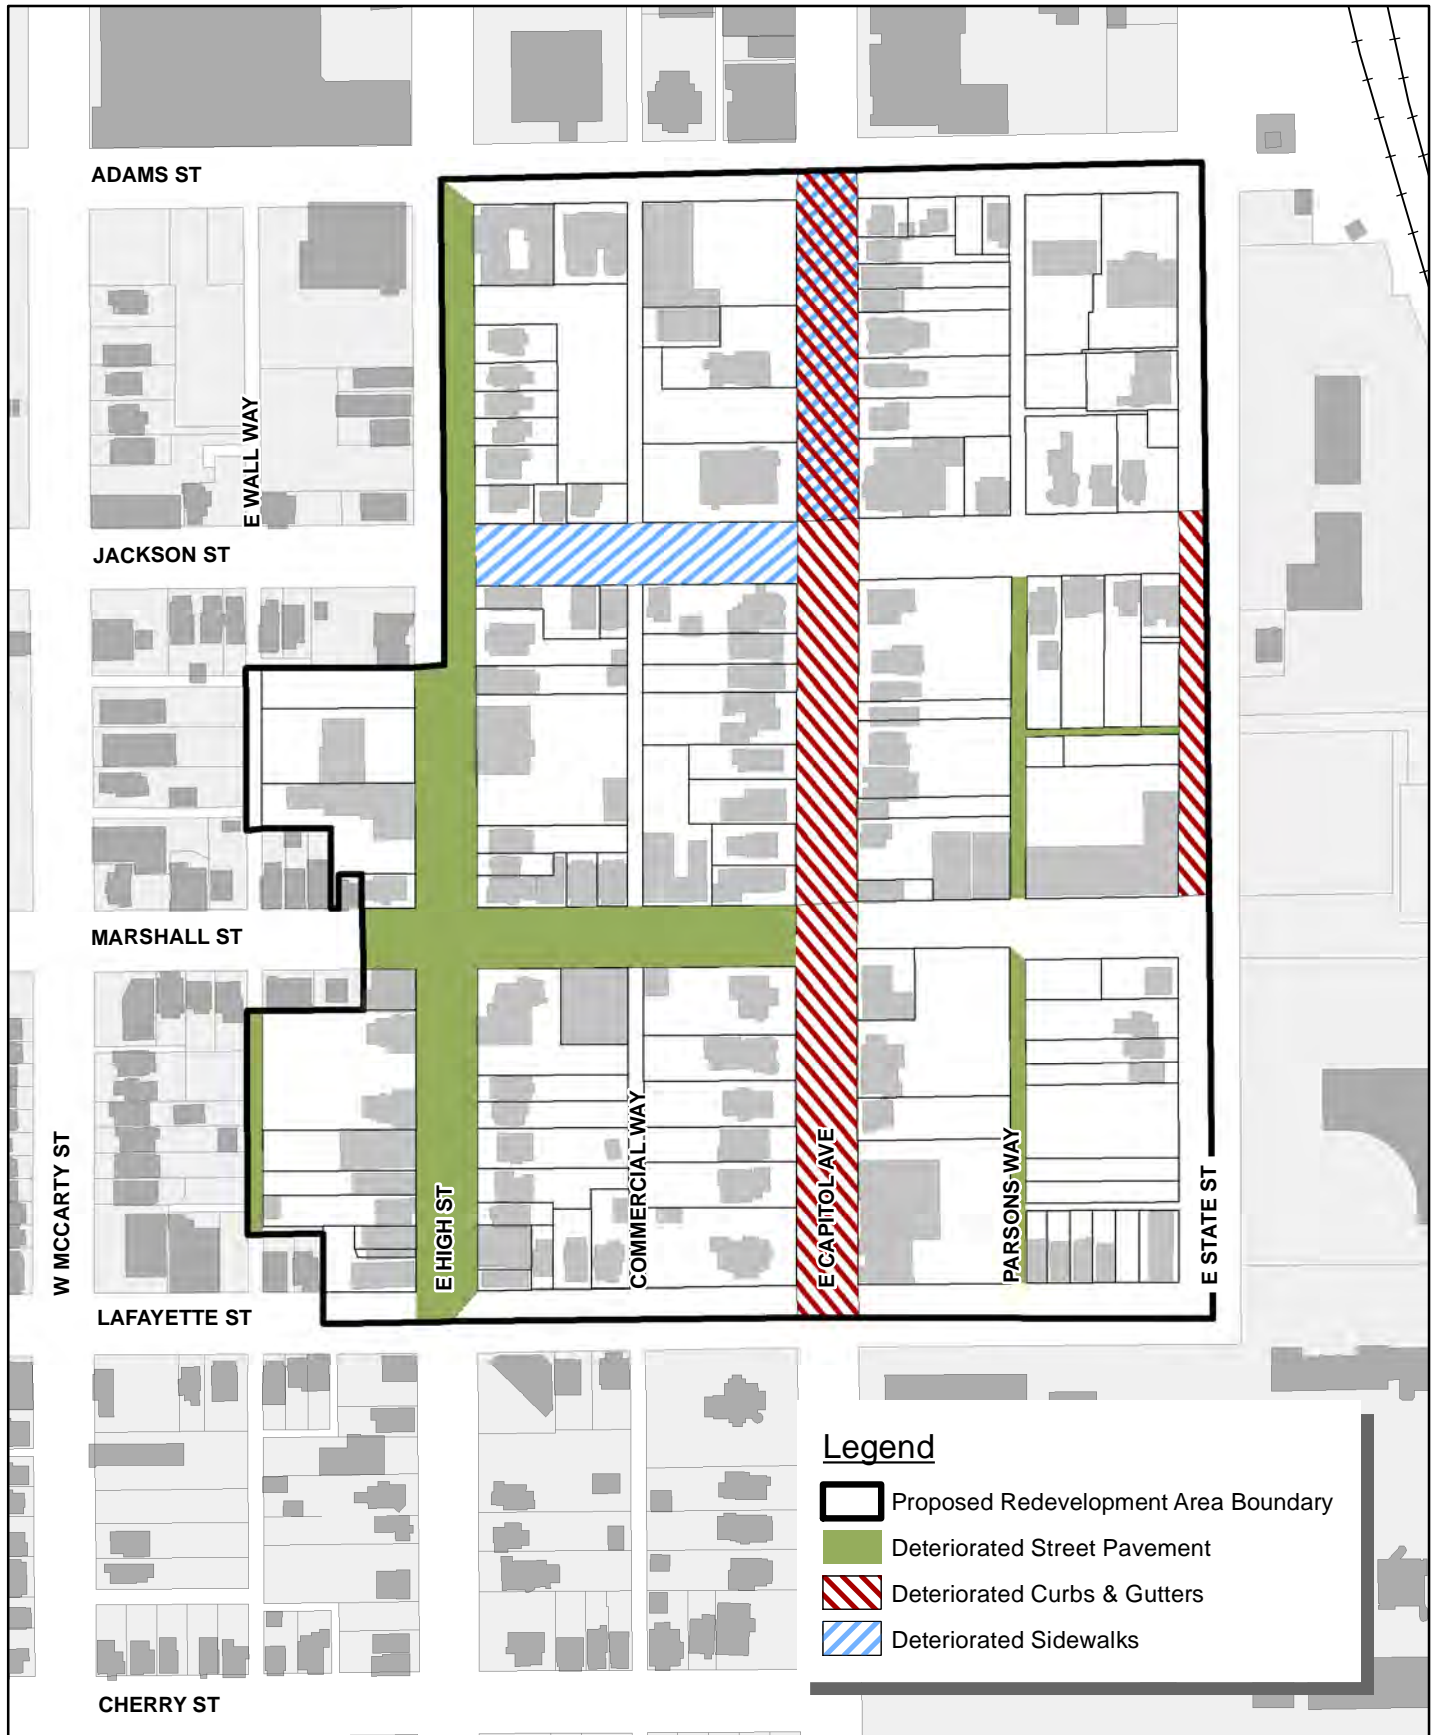 ADAMS ST
E WALL WAY
JACKSON ST
MARSHALL ST
W MCCARTY ST
E HIGH ST
COMMERCIAL WAY
E CAPITOL AVE
PARSONS WAY
E STATE ST
LAFAYETTE ST
Legend
Proposed Redevelopment Area Boundary
Deteriorated Street Pavement
Deteriorated Curbs & Gutters
Deteriorated Sidewalks
CHERRY ST